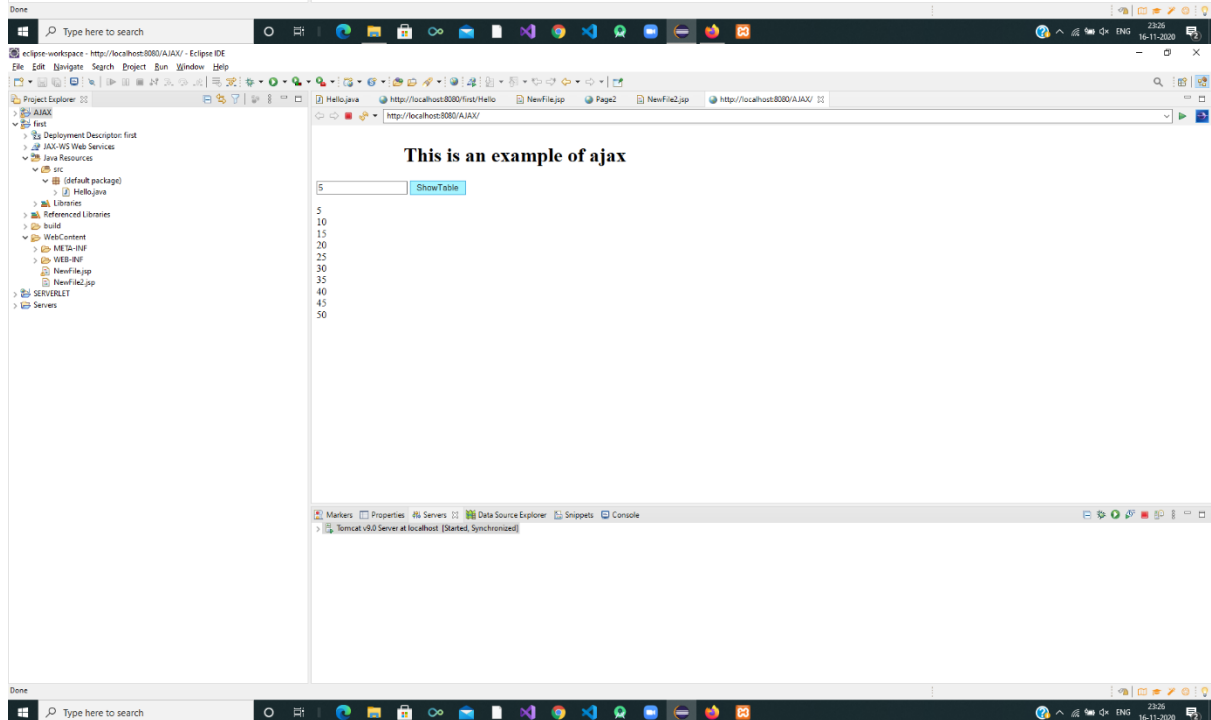 Done
Type here to search
ENG
23:26
16-11-2020
eclipse-workspace - http://localhost:8080/AJAX/ - Eclipse IDE
File Edit Navigate Search Project Run Window Help
Project Explorer
Hello.java http://localhost:8080/first/Hello NewFile.jsp Page2 NewFile2.jsp http://localhost:8080/AJAX/
AJAX
first
http://localhost:8080/AJAX/
Deployment Descriptor: first
JAX-WS Web Services
Java Resources
src
(default package)
Hello.java
Libraries
Referenced Libraries
build
WebContent
META-INF
WEB-INF
NewFile.jsp
NewFile2.jsp
SERVERLET
Servers
This is an example of ajax
5 ShowTable
5
10
15
20
25
30
35
40
45
50
Markers Properties Servers Data Source Explorer Snippets Console
Tomcat v9.0 Server at localhost [Started, Synchronized]
Done
Type here to search
ENG
23:26
16-11-2020